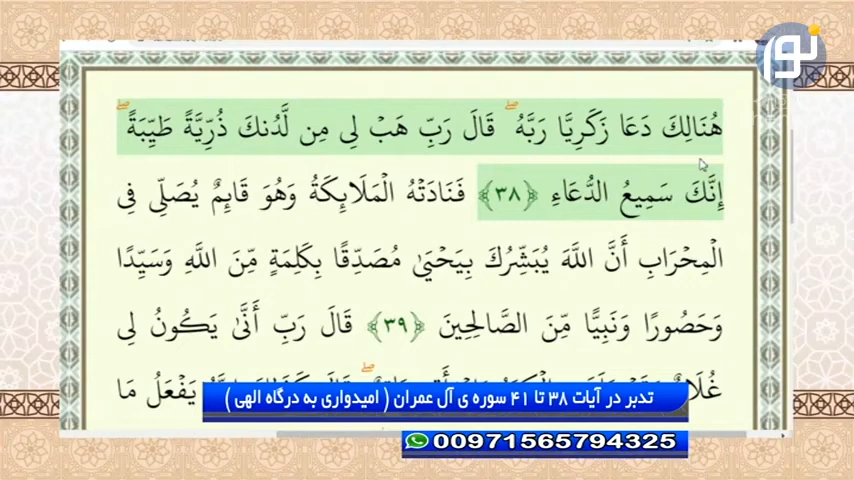 نور
هُنَالِكَ دَعَا زَكَرِيَّا رَبَّهُ ۖ قَالَ رَبِّ هَبْ لِي مِن لَّدُنكَ ذُرِّيَّةً طَيِّبَةً ۖ
إِنَّكَ سَمِيعُ الدُّعَاءِ ﴿٣٨﴾ فَنَادَتْهُ الْمَلَائِكَةُ وَهُوَ قَائِمٌ يُصَلِّي فِي
الْمِحْرَابِ أَنَّ اللَّهَ يُبَشِّرُكَ بِيَحْيَىٰ مُصَدِّقًا بِكَلِمَةٍ مِّنَ اللَّهِ وَسَيِّدًا
وَحَصُورًا وَنَبِيًّا مِّنَ الصَّالِحِينَ ﴿٣٩﴾ قَالَ رَبِّ أَنَّىٰ يَكُونُ لِي
يَفْعَلُ مَا
تدبر در آیات ۳۸ تا ۴۱ سوره ی آل عمران ( امیدواری به درگاه الهی )
00971565794325